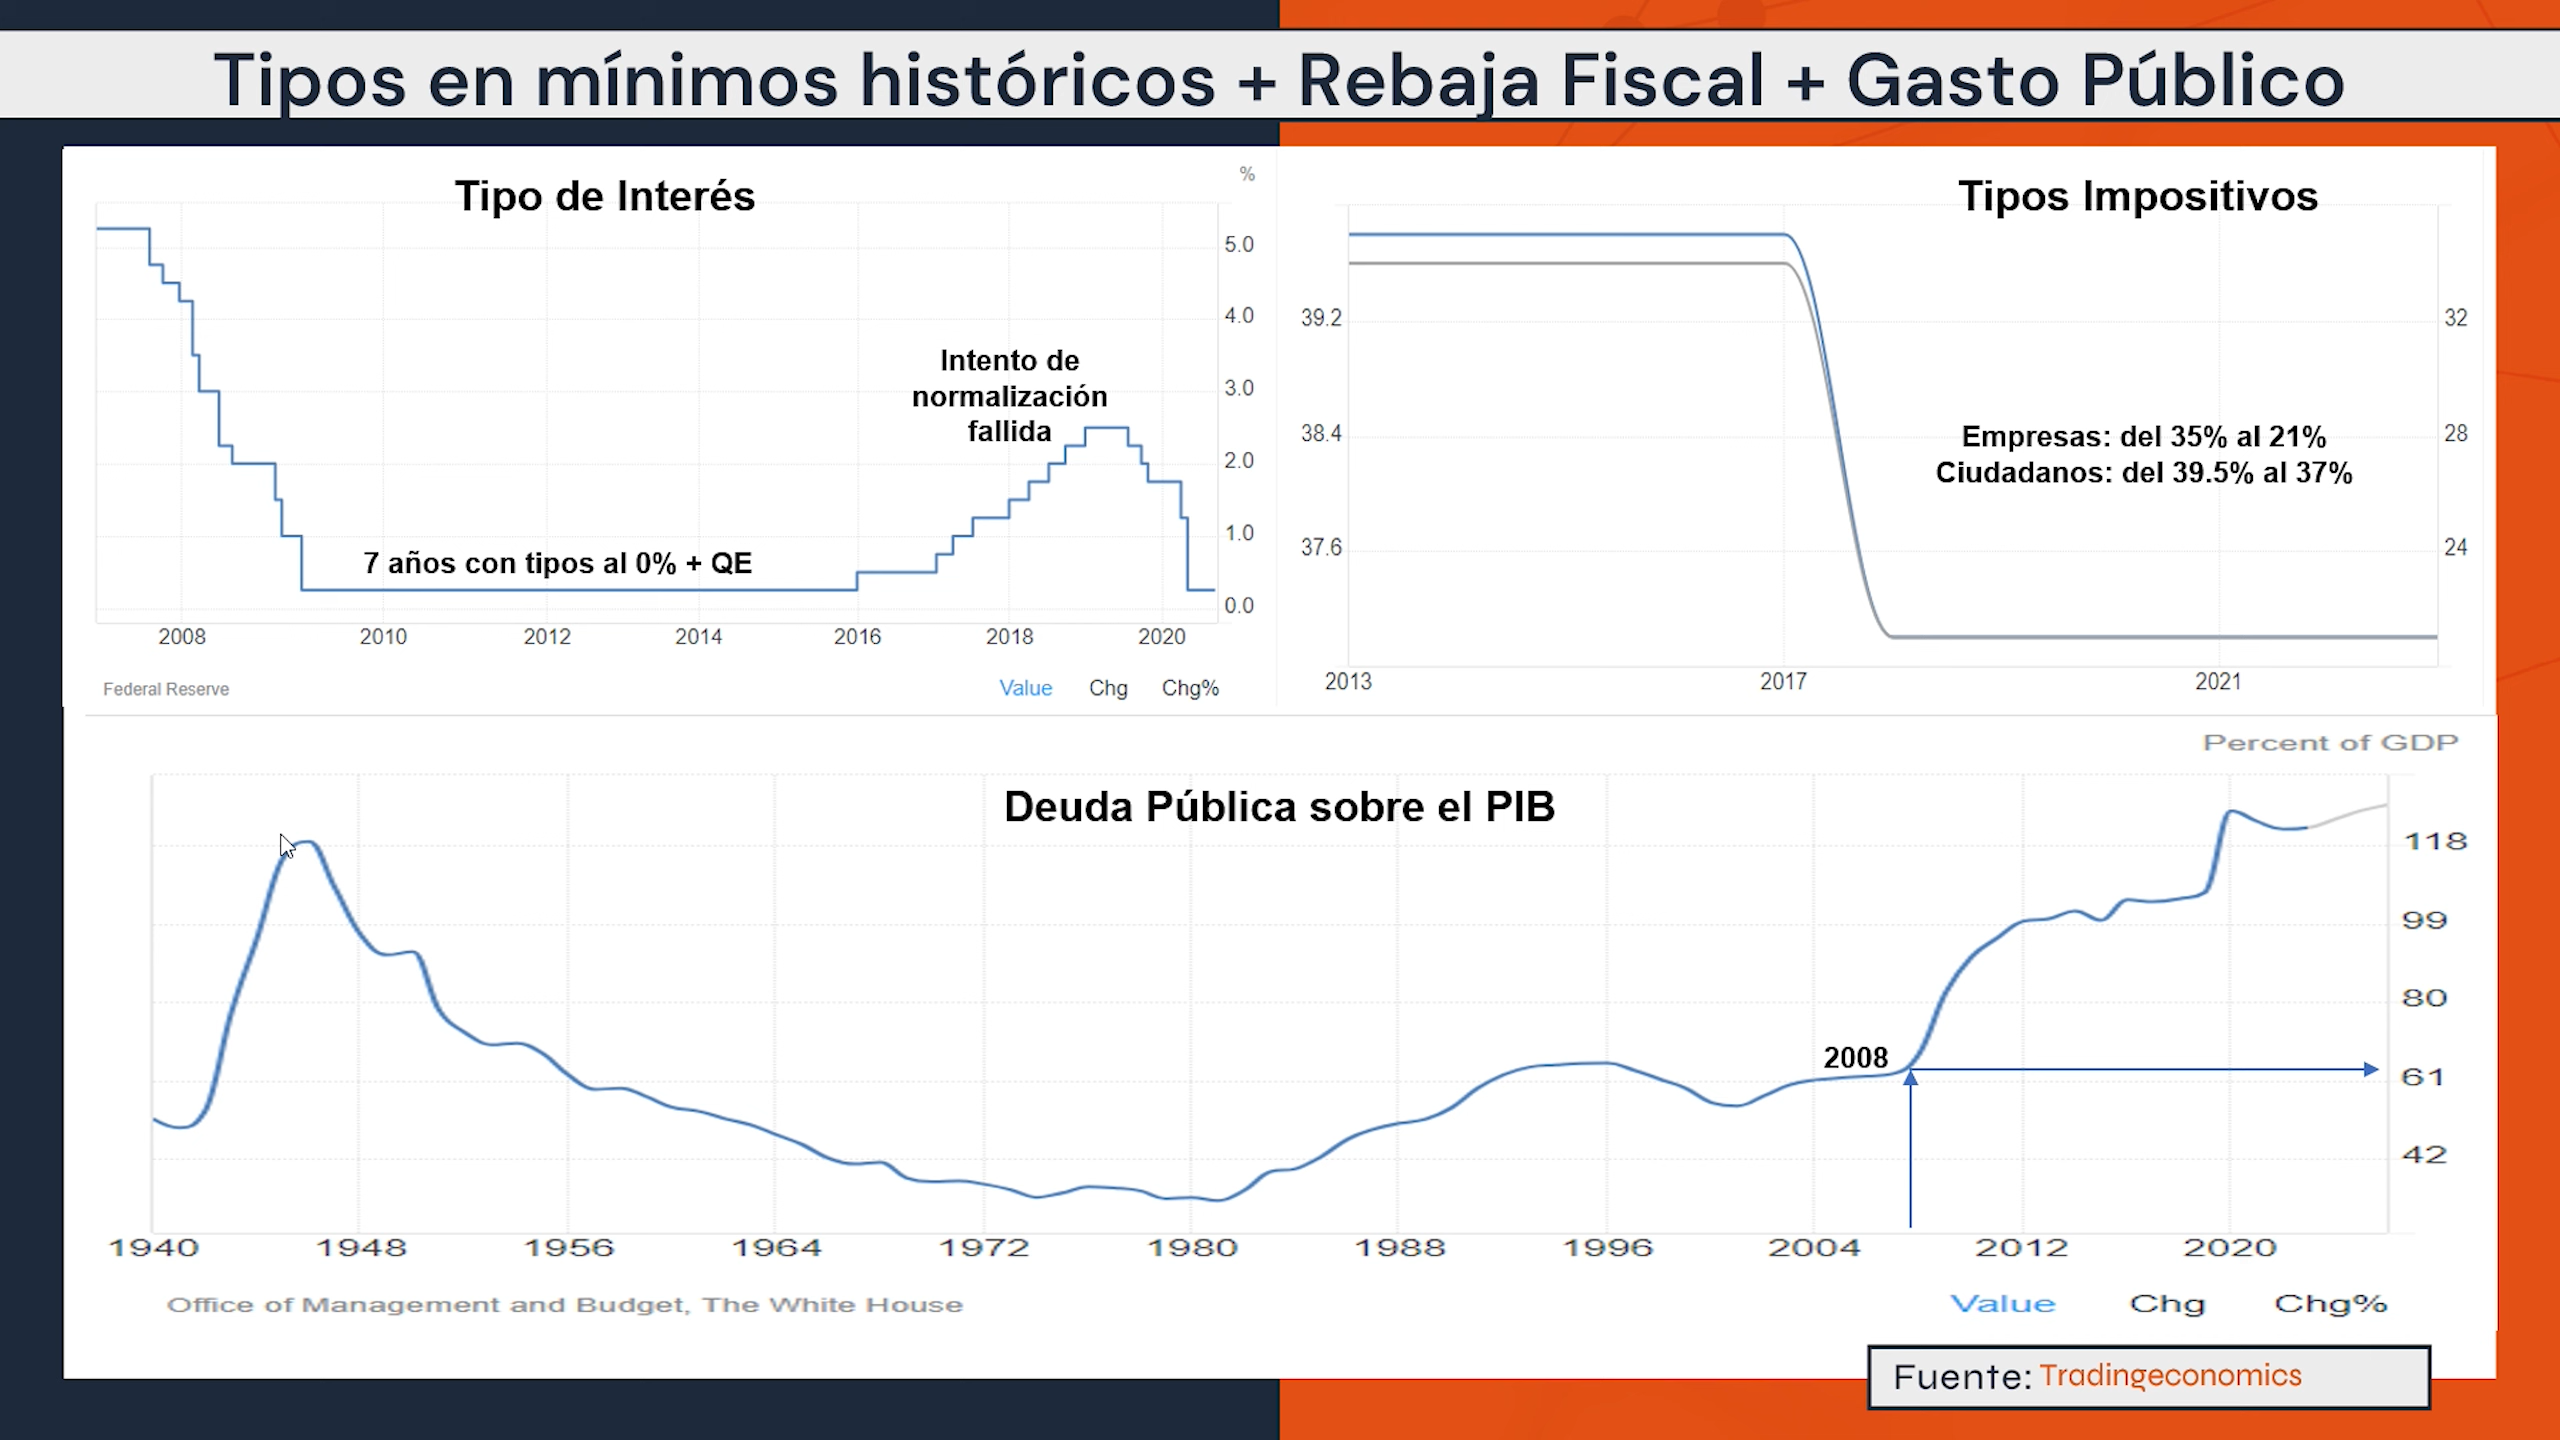 Tipos en mínimos históricos + Rebaja Fiscal + Gasto Público
%
Tipo de Interés
5.0
4.0
Intento de
normalización
fallida
3.0
2.0
7 años con tipos al 0% + QE
1.0
0.0
2008 2010 2012 2014 2016 2018 2020
Federal Reserve
Value Chg Chg%
Tipos Impositivos
39.2 32
38.4 28
Empresas: del 35% al 21%
Ciudadanos: del 39.5% al 37%
37.6 24
2013 2017 2021
Percent of GDP
Deuda Pública sobre el PIB
118
99
80
2008
61
42
1940 1948 1956 1964 1972 1980 1988 1996 2004 2012 2020
Office of Management and Budget, The White House
Value Chg Chg%
Fuente: Tradingeconomics